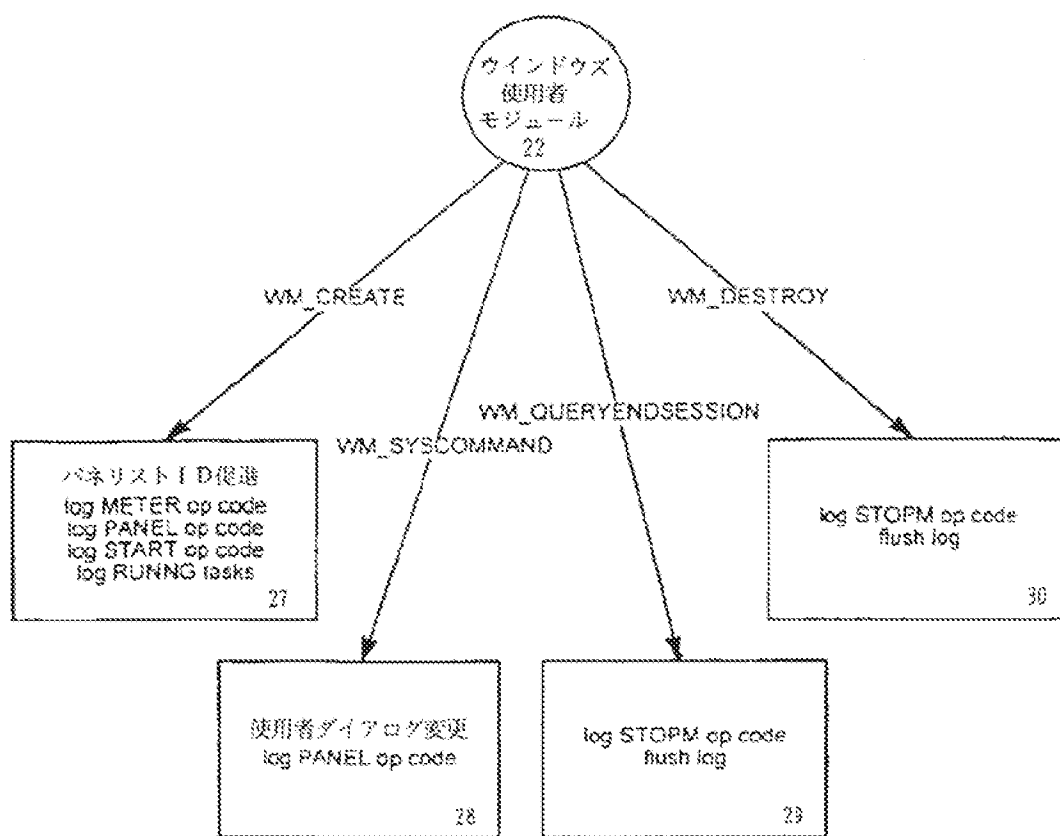 ウインドウズ
使用者
モジュール
22
WM_CREATE
WM_DESTROY
WM_QUERYENDSESSION
WM_SYSCOMMAND
パネリストID促進
log METER op code
log PANEL op code
log START op code
log RUNNG tasks
27
log STOPM op code
flush log
30
使用者ダイアログ変更
log PANEL op code
28
log STOPM op code
flush log
29